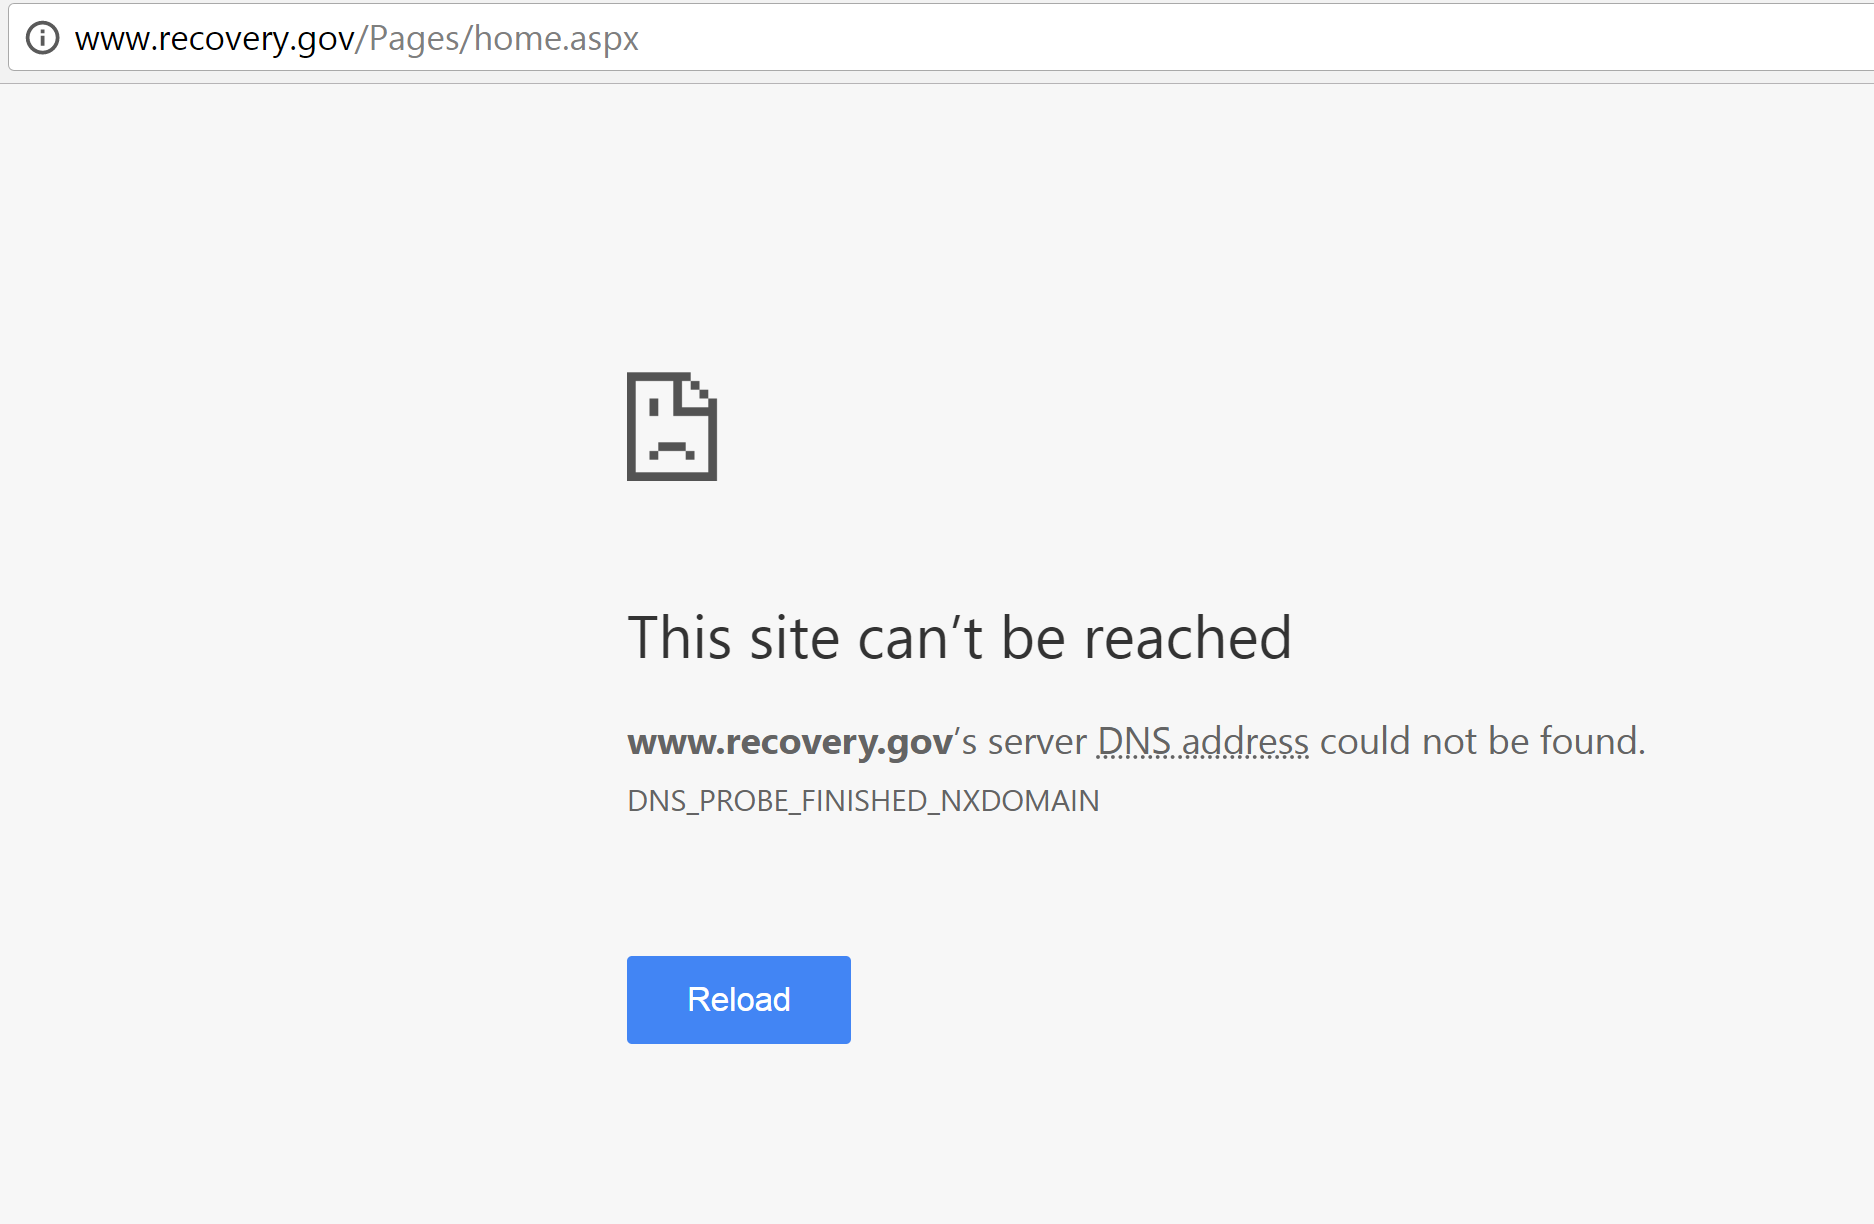 www.recovery.gov/Pages/home.aspx
This site can’t be reached
www.recovery.gov’s server DNS address could not be found.
DNS_PROBE_FINISHED_NXDOMAIN
Reload